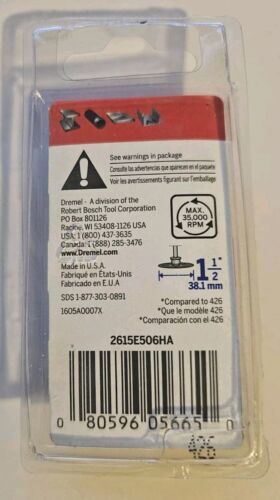 See warnings in package
Consulte las advertencias que aparecen en el paquete
Voir les avertissements figurant sur l'emballage
Dremel - A division of the
Robert Bosch Tool Corporation
PO Box 801126
Racine, WI 53408-1126 USA
USA: 1 (800) 437-3635
Canada: 1 (888) 285-3476
www.Dremel.com
MAX.
35,000
RPM
Made in U.S.A.
Fabriqué en États-Unis
Fabricado en E.U.A
1 1"/2
38.1 mm
SDS 1-877-303-0891
1605A0007X
*Compared to 426
*Que le modèle 426
*Comparación con el 426
2615E506HA
0 80596 05665 0
426